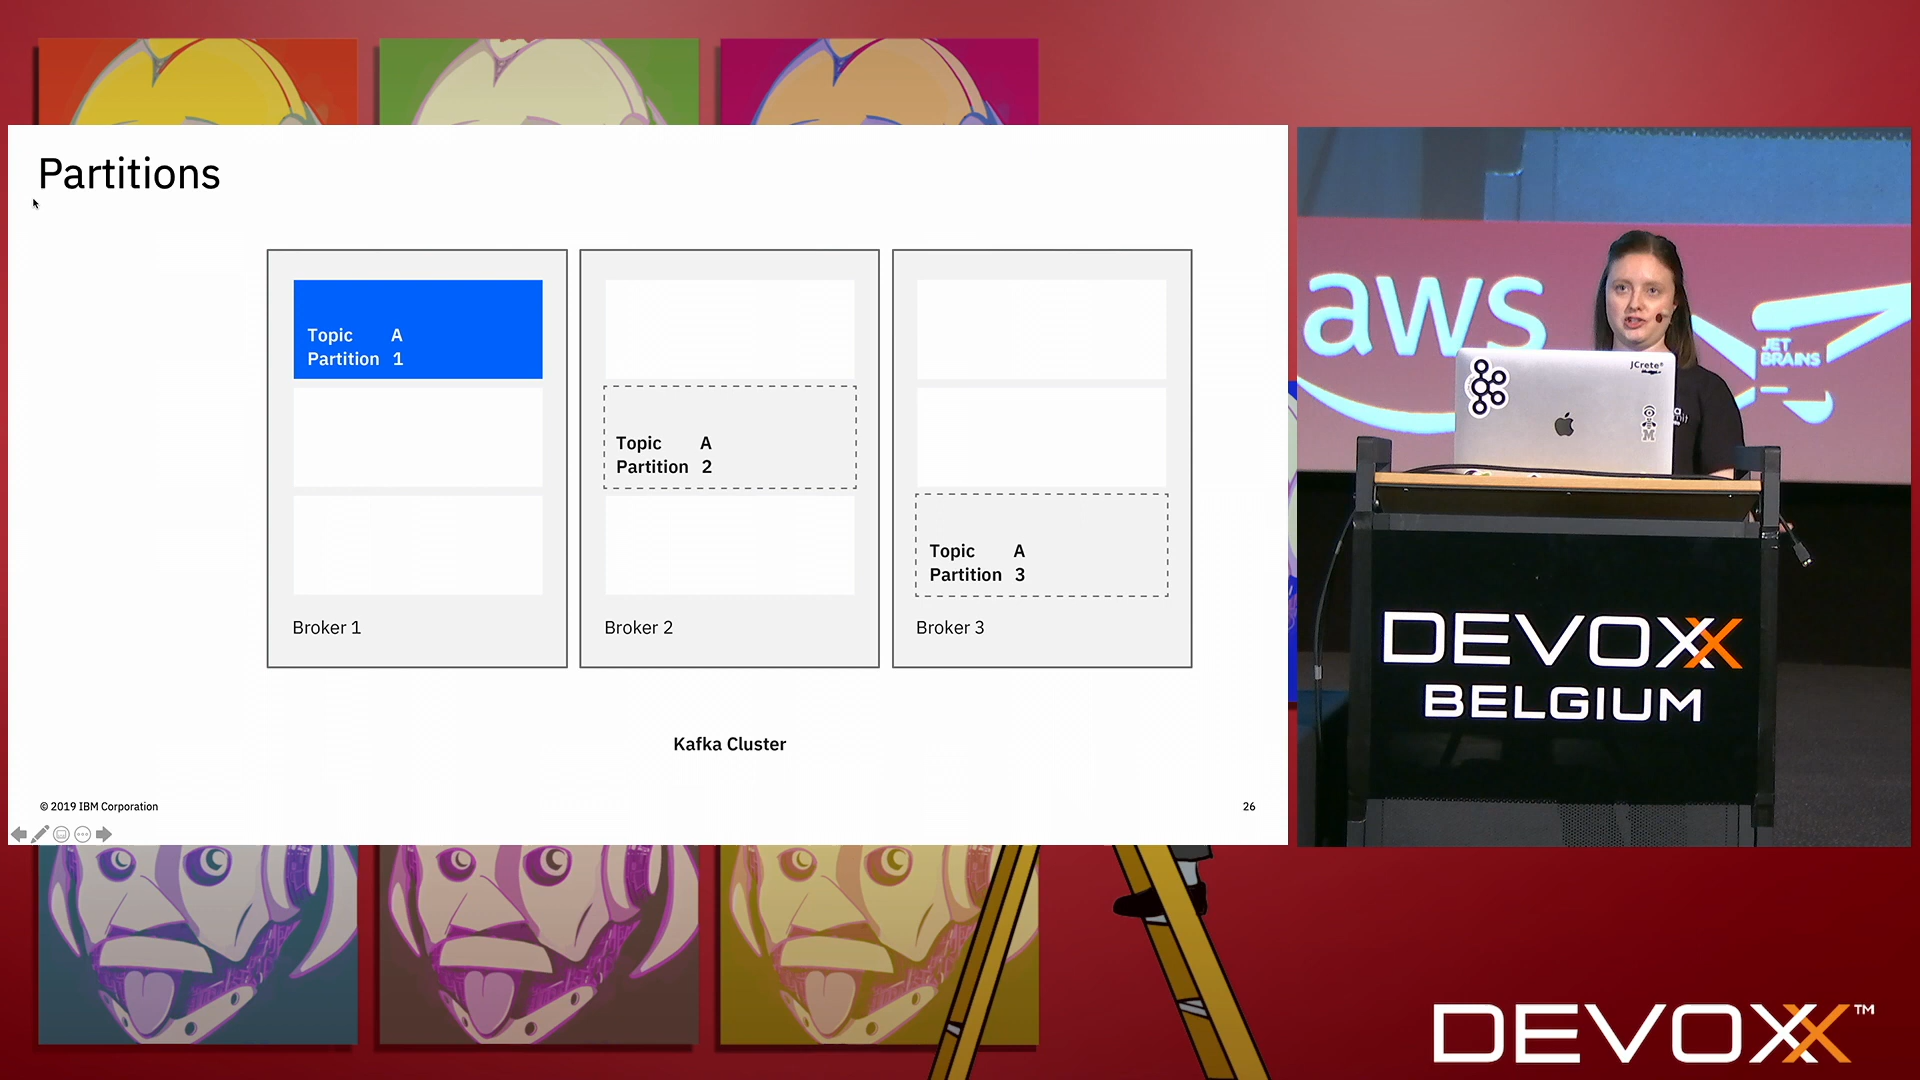 Partitions
Topic A
Partition 1
Topic A
Partition 2
Topic A
Partition 3
Broker 1
Broker 2
Broker 3
Kafka Cluster
© 2019 IBM Corporation
26
aws
JET
BRAINS
JCrete
M
DEVOXX
BELGIUM
DEVOXX™